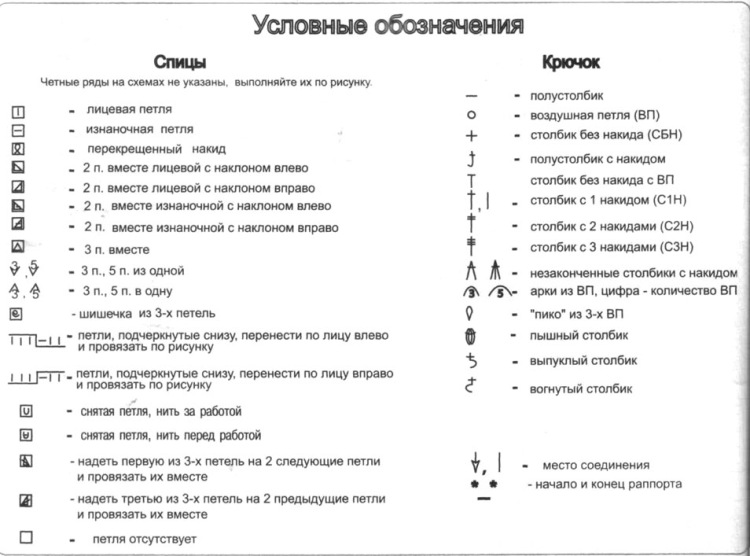 Условные обозначения
Спицы
Четные ряды на схемах не указаны, выполняйте их по рисунку.
- лицевая петля
- изнаночная петля
- перекрещенный накид
- 2 п. вместе лицевой с наклоном влево
- 2 п. вместе лицевой с наклоном вправо
- 2 п. вместе изнаночной с наклоном влево
- 2 п. вместе изнаночной с наклоном вправо
- 3 п. вместе
3, 5 - 3 п., 5 п. из одной
3, 5 - 3 п., 5 п. в одну
- шишечка из 3-х петель
- петли, подчеркнутые снизу, перенести по лицу влево
и провязать по рисунку
- петли, подчеркнутые снизу, перенести по лицу вправо
и провязать по рисунку
- снятая петля, нить за работой
- снятая петля, нить перед работой
- надеть первую из 3-х петель на 2 следующие петли
и провязать их вместе
- надеть третью из 3-х петель на 2 предыдущие петли
и провязать их вместе
- петля отсутствует
Крючок
- полустолбик
- воздушная петля (ВП)
- столбик без накида (СБН)
- полустолбик с накидом
столбик без накида с ВП
- столбик с 1 накидом (С1Н)
- столбик с 2 накидами (С2Н)
- столбик с 3 накидами (С3Н)
- незаконченные столбики с накидом
3 5 - арки из ВП, цифра - количество ВП
- "пико" из 3-х ВП
- пышный столбик
- выпуклый столбик
- вогнутый столбик
- место соединения
* * - начало и конец раппорта